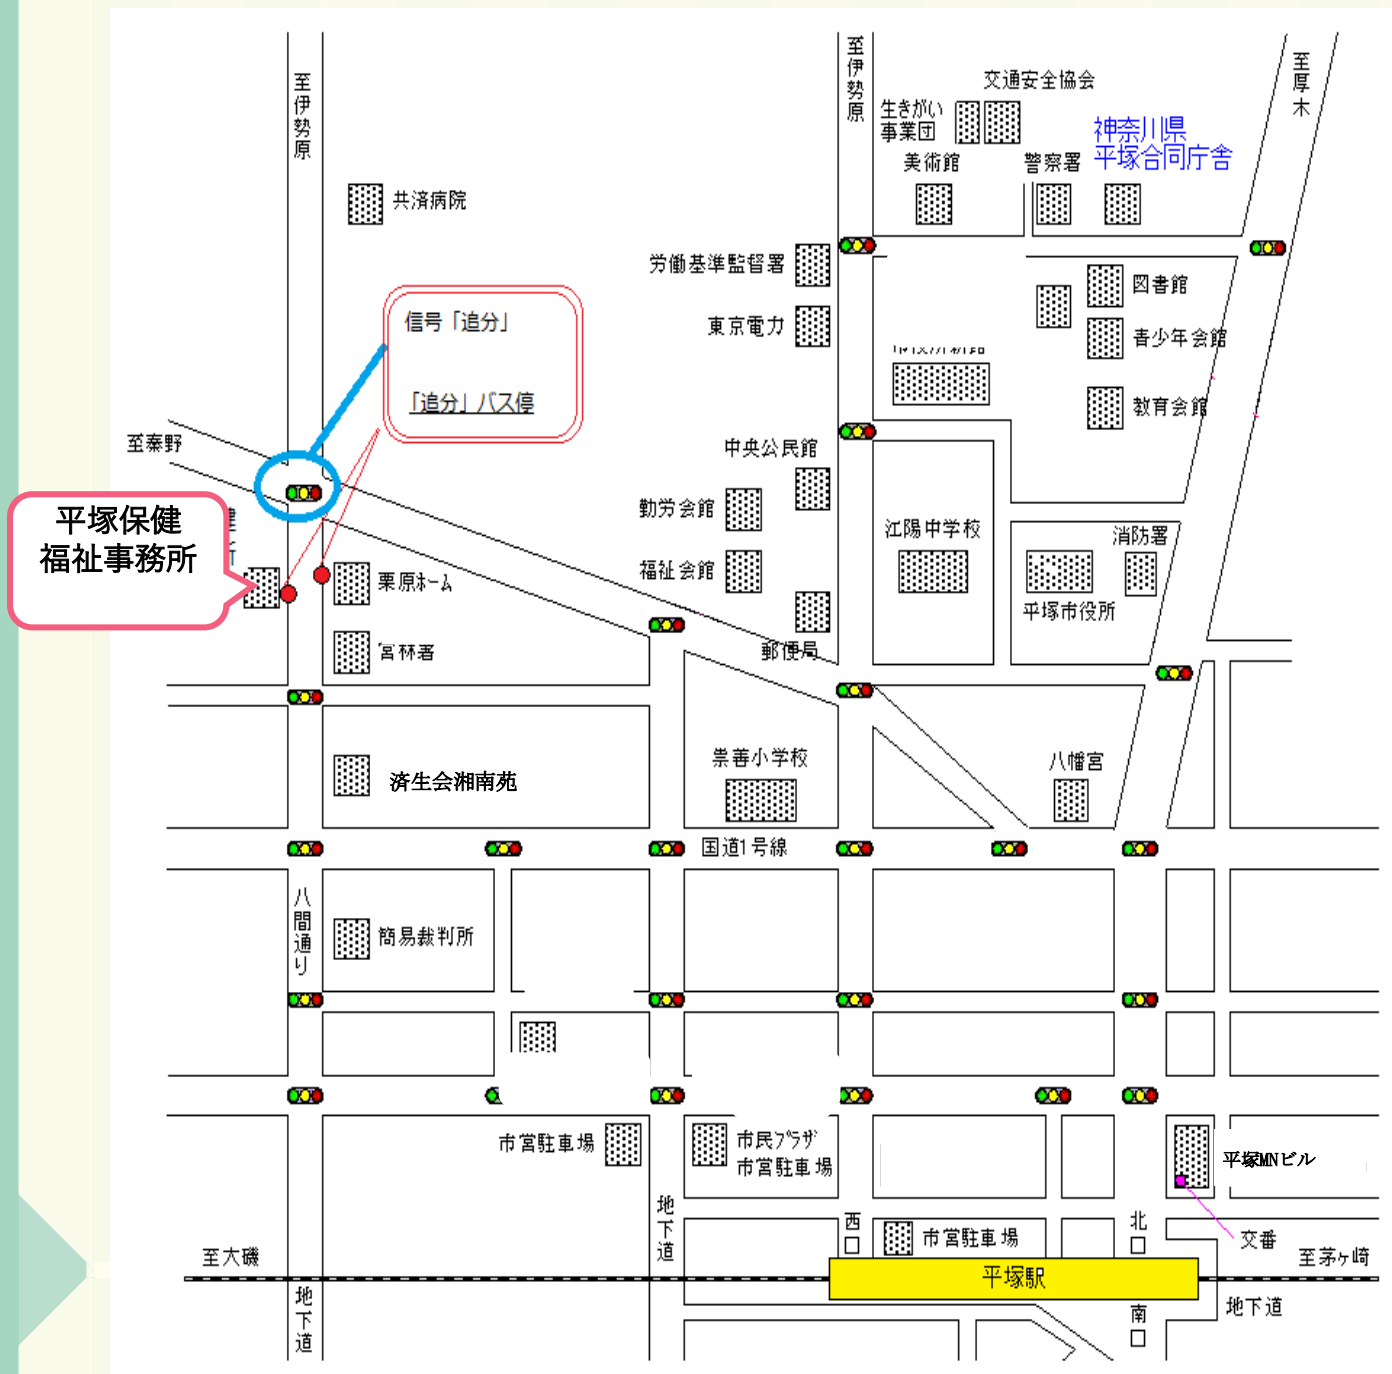 至伊勢原
至伊勢原
至厚木
交通安全協会
生きがい
事業団
神奈川県
平塚合同庁舎
美術館
警察署
共済病院
労働基準監督署
図書館
信号「追分」
東京電力
青少年会館
「追分」バス停
教育会館
至秦野
中央公民館
平塚保健
福祉事務所
勤労会館
江陽中学校
消防署
栗原ホーム
福祉会館
平塚市役所
宮林署
郵便局
崇善小学校
八幡宮
済生会湘南苑
国道1号線
八間通り
簡易裁判所
市営駐車場
市民プラザ
市営駐車場
平塚MNビル
地下道
西口
市営駐車場
北口
交番
至大磯
至茅ヶ崎
平塚駅
地下道
南口
地下道